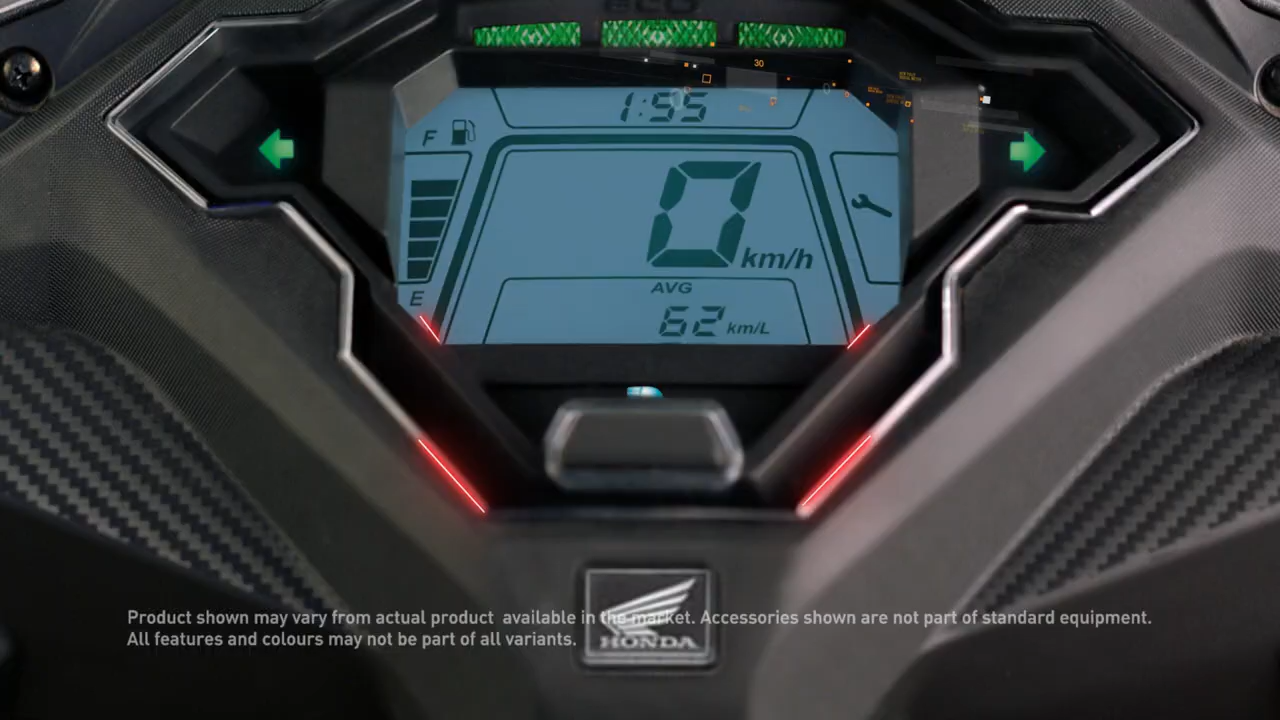 ECO
30
1:55
F
0 km/h
E
AVG
62 km/L
Product shown may vary from actual product available in the market. Accessories shown are not part of standard equipment.
All features and colours may not be part of all variants.
HONDA